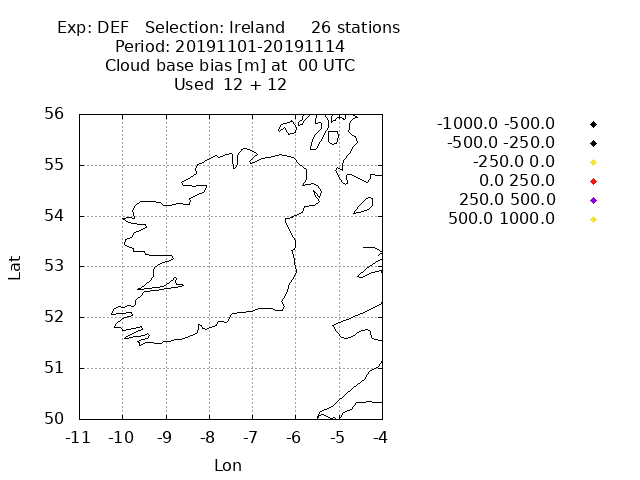 Exp: DEF   Selection: Ireland     26 stations
Period: 20191101-20191114
Cloud base bias [m] at  00 UTC
Used  12 + 12
-1000.0 -500.0
-500.0 -250.0
-250.0 0.0
0.0 250.0
250.0 500.0
500.0 1000.0
56
55
54
53
52
51
50
Lat
-11 -10 -9 -8 -7 -6 -5 -4
Lon